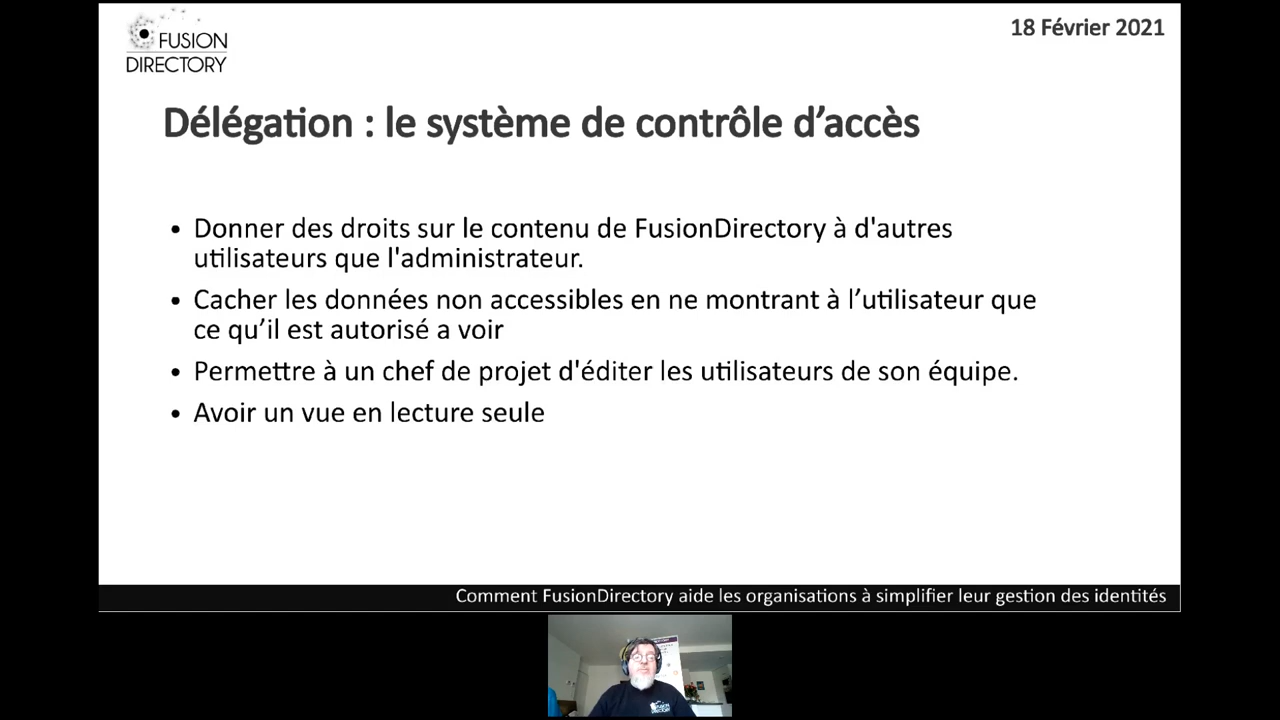 FUSION
DIRECTORY
18 Février 2021
Délégation : le système de contrôle d’accès
• Donner des droits sur le contenu de FusionDirectory à d'autres
utilisateurs que l'administrateur.
• Cacher les données non accessibles en ne montrant à l’utilisateur que
ce qu’il est autorisé a voir
• Permettre à un chef de projet d'éditer les utilisateurs de son équipe.
• Avoir un vue en lecture seule
Comment FusionDirectory aide les organisations à simplifier leur gestion des identités
FUSION
DIRECTORY